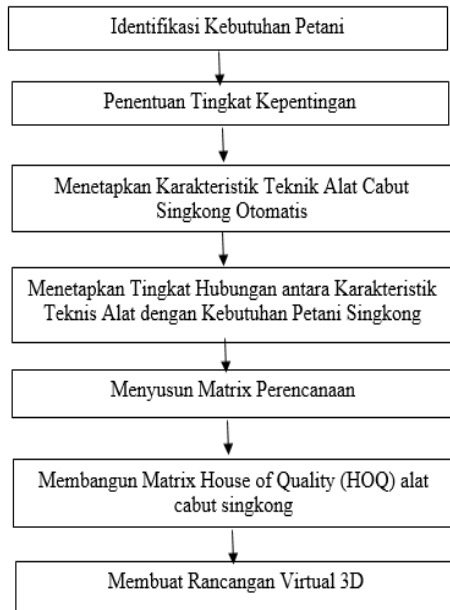 Identifikasi Kebutuhan Petani
Penentuan Tingkat Kepentingan
Menetapkan Karakteristik Teknik Alat Cabut
Singkong Otomatis
Menetapkan Tingkat Hubungan antara Karakteristik
Teknis Alat dengan Kebutuhan Petani Singkong
Menyusun Matrix Perencanaan
Membangun Matrix House of Quality (HOQ) alat
cabut singkong
Membuat Rancangan Virtual 3D